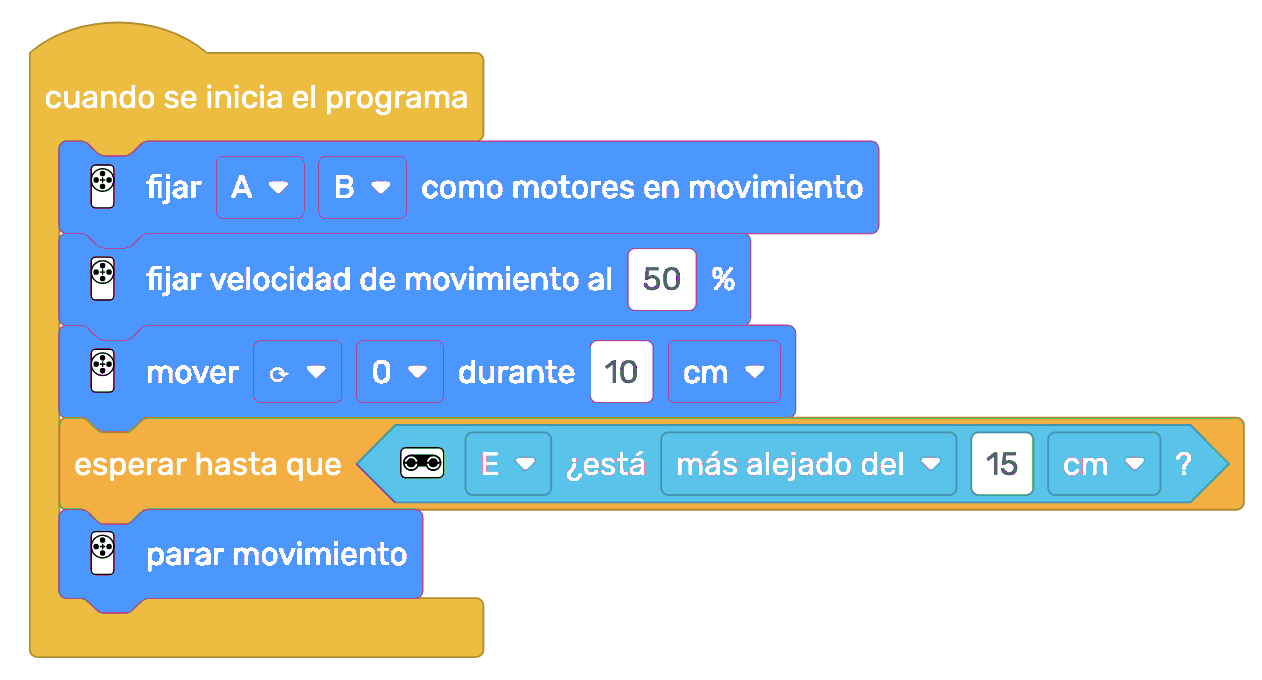 cuando se inicia el programa
fijar A B como motores en movimiento
fijar velocidad de movimiento al 50 %
mover ⟳ 0 durante 10 cm
esperar hasta que E ¿está más alejado del 15 cm ?
parar movimiento